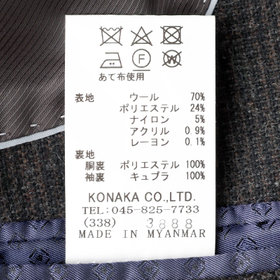 あて布使用
表地 ウール 70%
ポリエステル 24%
ナイロン 5%
アクリル 0.9%
レーヨン 0.1%
裏地
胴裏 ポリエステル 100%
袖裏 キュプラ 100%
KONAKA CO.,LTD.
TEL:045-825-7733
(338) 3888
MADE IN MYANMAR